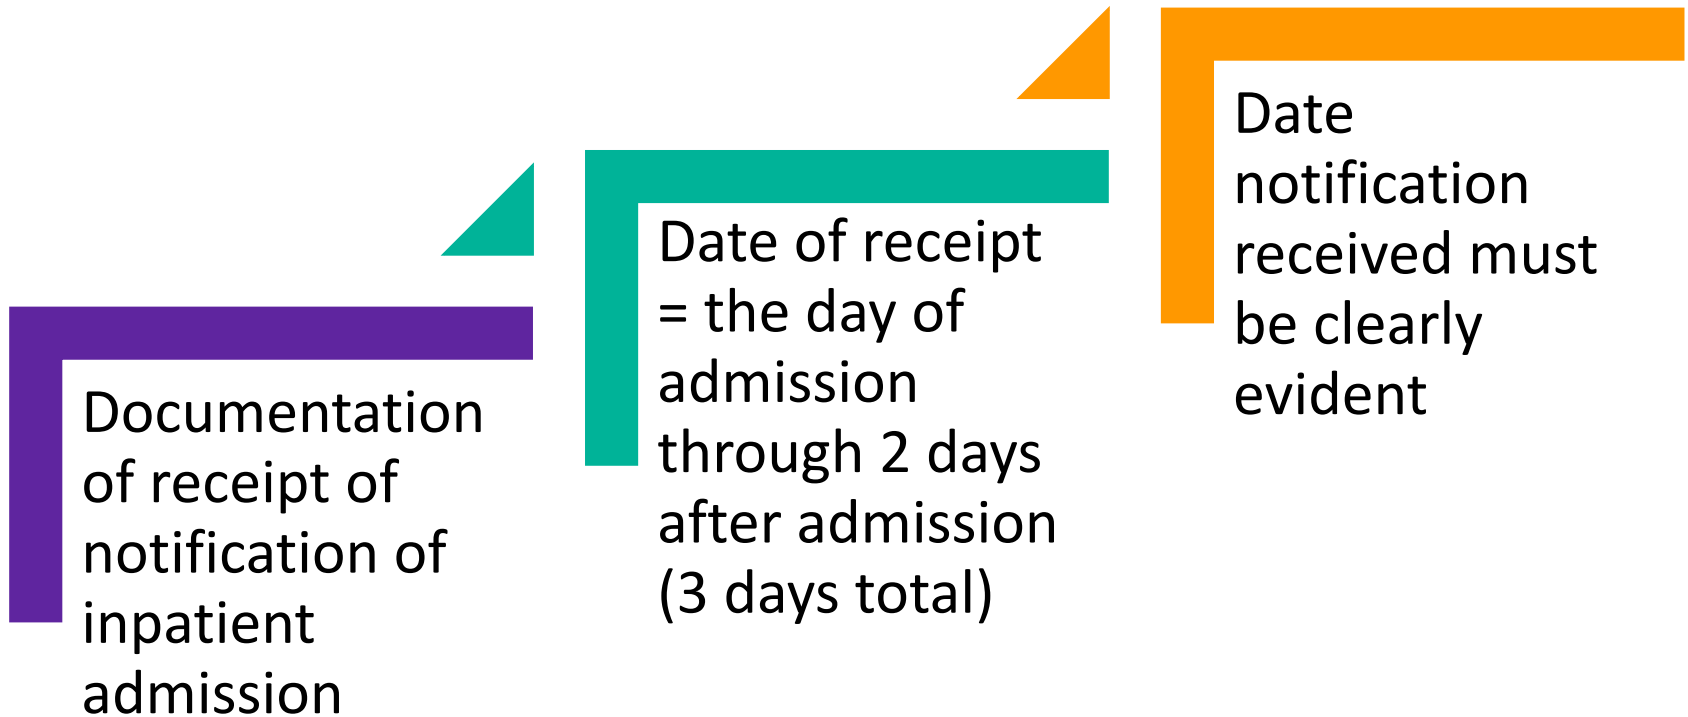 Documentation
of receipt of
notification of
inpatient
admission
Date of receipt
= the day of
admission
through 2 days
after admission
(3 days total)
Date
notification
received must
be clearly
evident